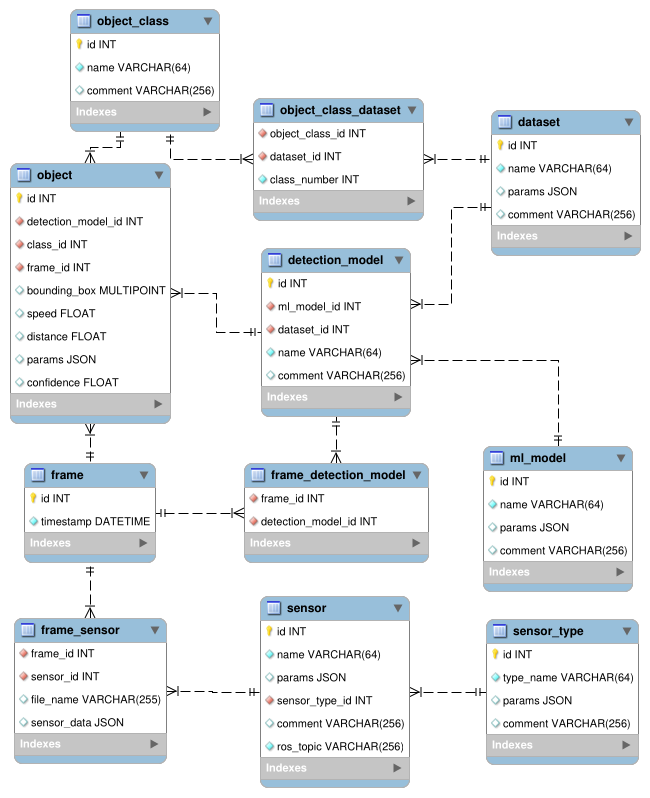 object_class
id INT
name VARCHAR(64)
comment VARCHAR(256)
Indexes
object_class_dataset
object_class_id INT
dataset_id INT
class_number INT
Indexes
dataset
id INT
name VARCHAR(64)
params JSON
comment VARCHAR(256)
Indexes
object
id INT
detection_model_id INT
class_id INT
frame_id INT
bounding_box MULTIPOINT
speed FLOAT
distance FLOAT
params JSON
confidence FLOAT
Indexes
detection_model
id INT
ml_model_id INT
dataset_id INT
name VARCHAR(64)
comment VARCHAR(256)
Indexes
ml_model
id INT
name VARCHAR(64)
params JSON
comment VARCHAR(256)
Indexes
frame
id INT
timestamp DATETIME
Indexes
frame_detection_model
frame_id INT
detection_model_id INT
Indexes
frame_sensor
frame_id INT
sensor_id INT
file_name VARCHAR(255)
sensor_data JSON
Indexes
sensor
id INT
name VARCHAR(64)
params JSON
sensor_type_id INT
comment VARCHAR(256)
ros_topic VARCHAR(256)
Indexes
sensor_type
id INT
type_name VARCHAR(64)
params JSON
comment VARCHAR(256)
Indexes